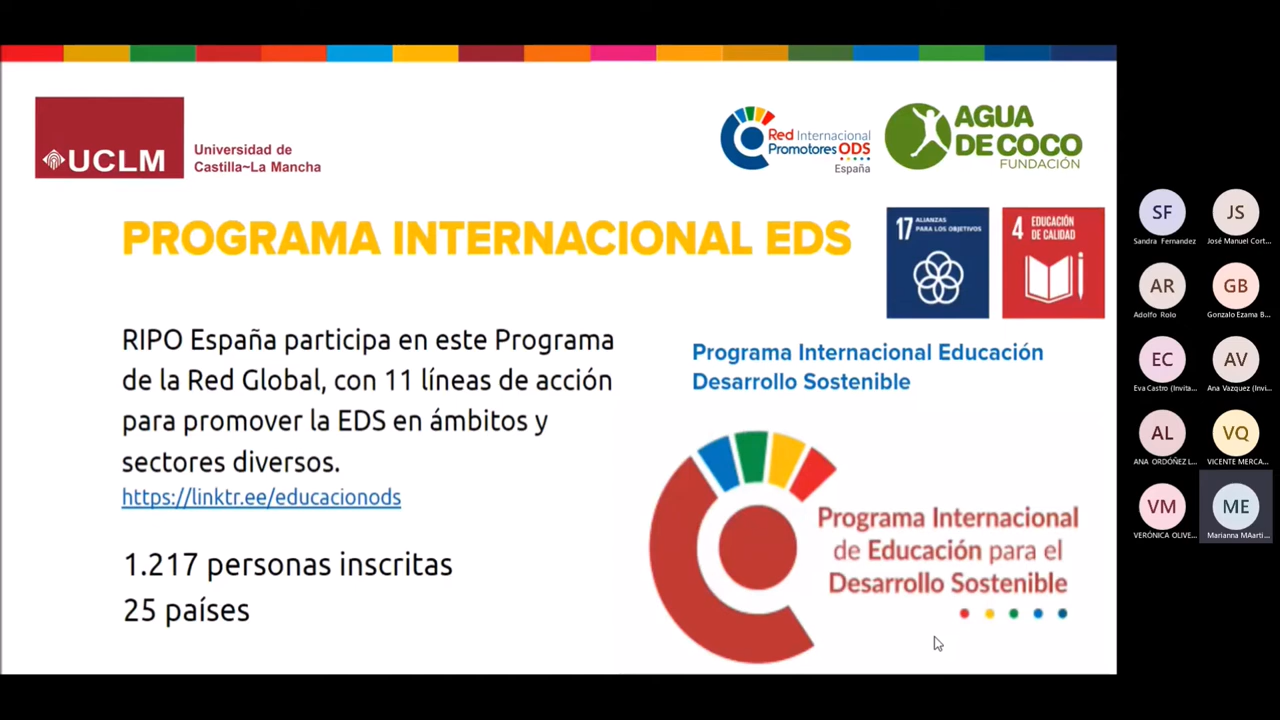 UCLM
Universidad de
Castilla~La Mancha
Red Internacional
Promotores ODS
España
AGUA
DE COCO
FUNDACIÓN
PROGRAMA INTERNACIONAL EDS
17 ALIANZAS
PARA LOS OBJETIVOS
4 EDUCACIÓN
DE CALIDAD
RIPO España participa en este Programa
de la Red Global, con 11 líneas de acción
para promover la EDS en ámbitos y
sectores diversos.
https://linktr.ee/educacionods
1.217 personas inscritas
25 países
Programa Internacional Educación
Desarrollo Sostenible
Programa Internacional
de Educación para el
Desarrollo Sostenible
SF
Sandra Fernandez
JS
José Manuel Cort...
AR
Adolfo Rolo
GB
Gonzalo Ezama B...
EC
Eva Castro (Invita...
AV
Ana Vazquez (Invi...
AL
ANA ORDÓÑEZ L...
VQ
VICENTE MERCA...
VM
VERÓNICA OLIVE...
ME
Marianna MAarti...